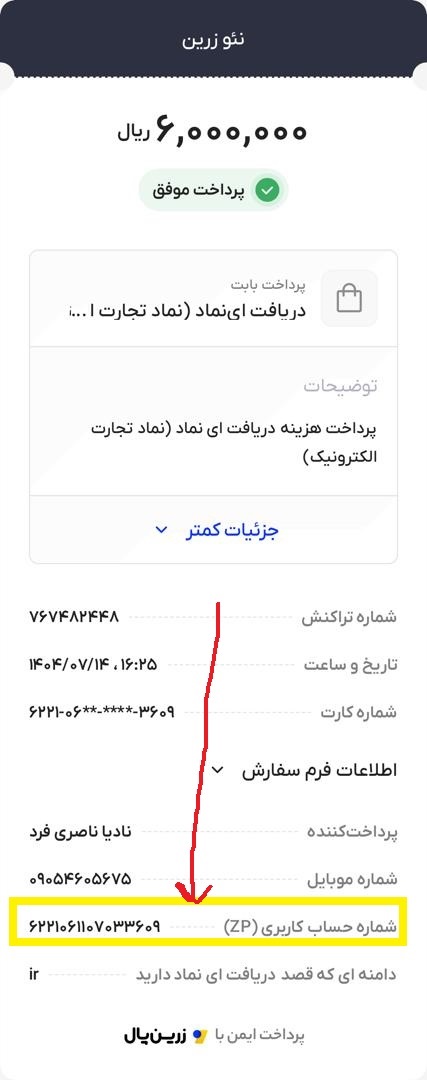 نئو زرین
۶,۰۰۰,۰۰۰ ریال
پرداخت موفق
پرداخت بابت
دریافت ای‌نماد (نماد تجارت ا...
توضیحات
پرداخت هزینه دریافت ای نماد (نماد تجارت
الکترونیک)
جزئیات کمتر
شماره تراکنش ۷۶۷۴۸۲۴۴۸
تاریخ و ساعت ۱۶:۲۵ ، ۱۴۰۴/۰۷/۱۴
شماره کارت ۶۲۲۱-۰۶**-****-۳۶۰۹
اطلاعات فرم سفارش
پرداخت‌کننده نادیا ناصری فرد
شماره موبایل ۰۹۰۵۴۶۰۵۶۷۵
شماره حساب کاربری (ZP) ۶۲۲۱۰۶۱۱۰۷۰۳۳۶۰۹
دامنه ای که قصد دریافت ای نماد دارید ir
پرداخت ایمن با زرین‌پال